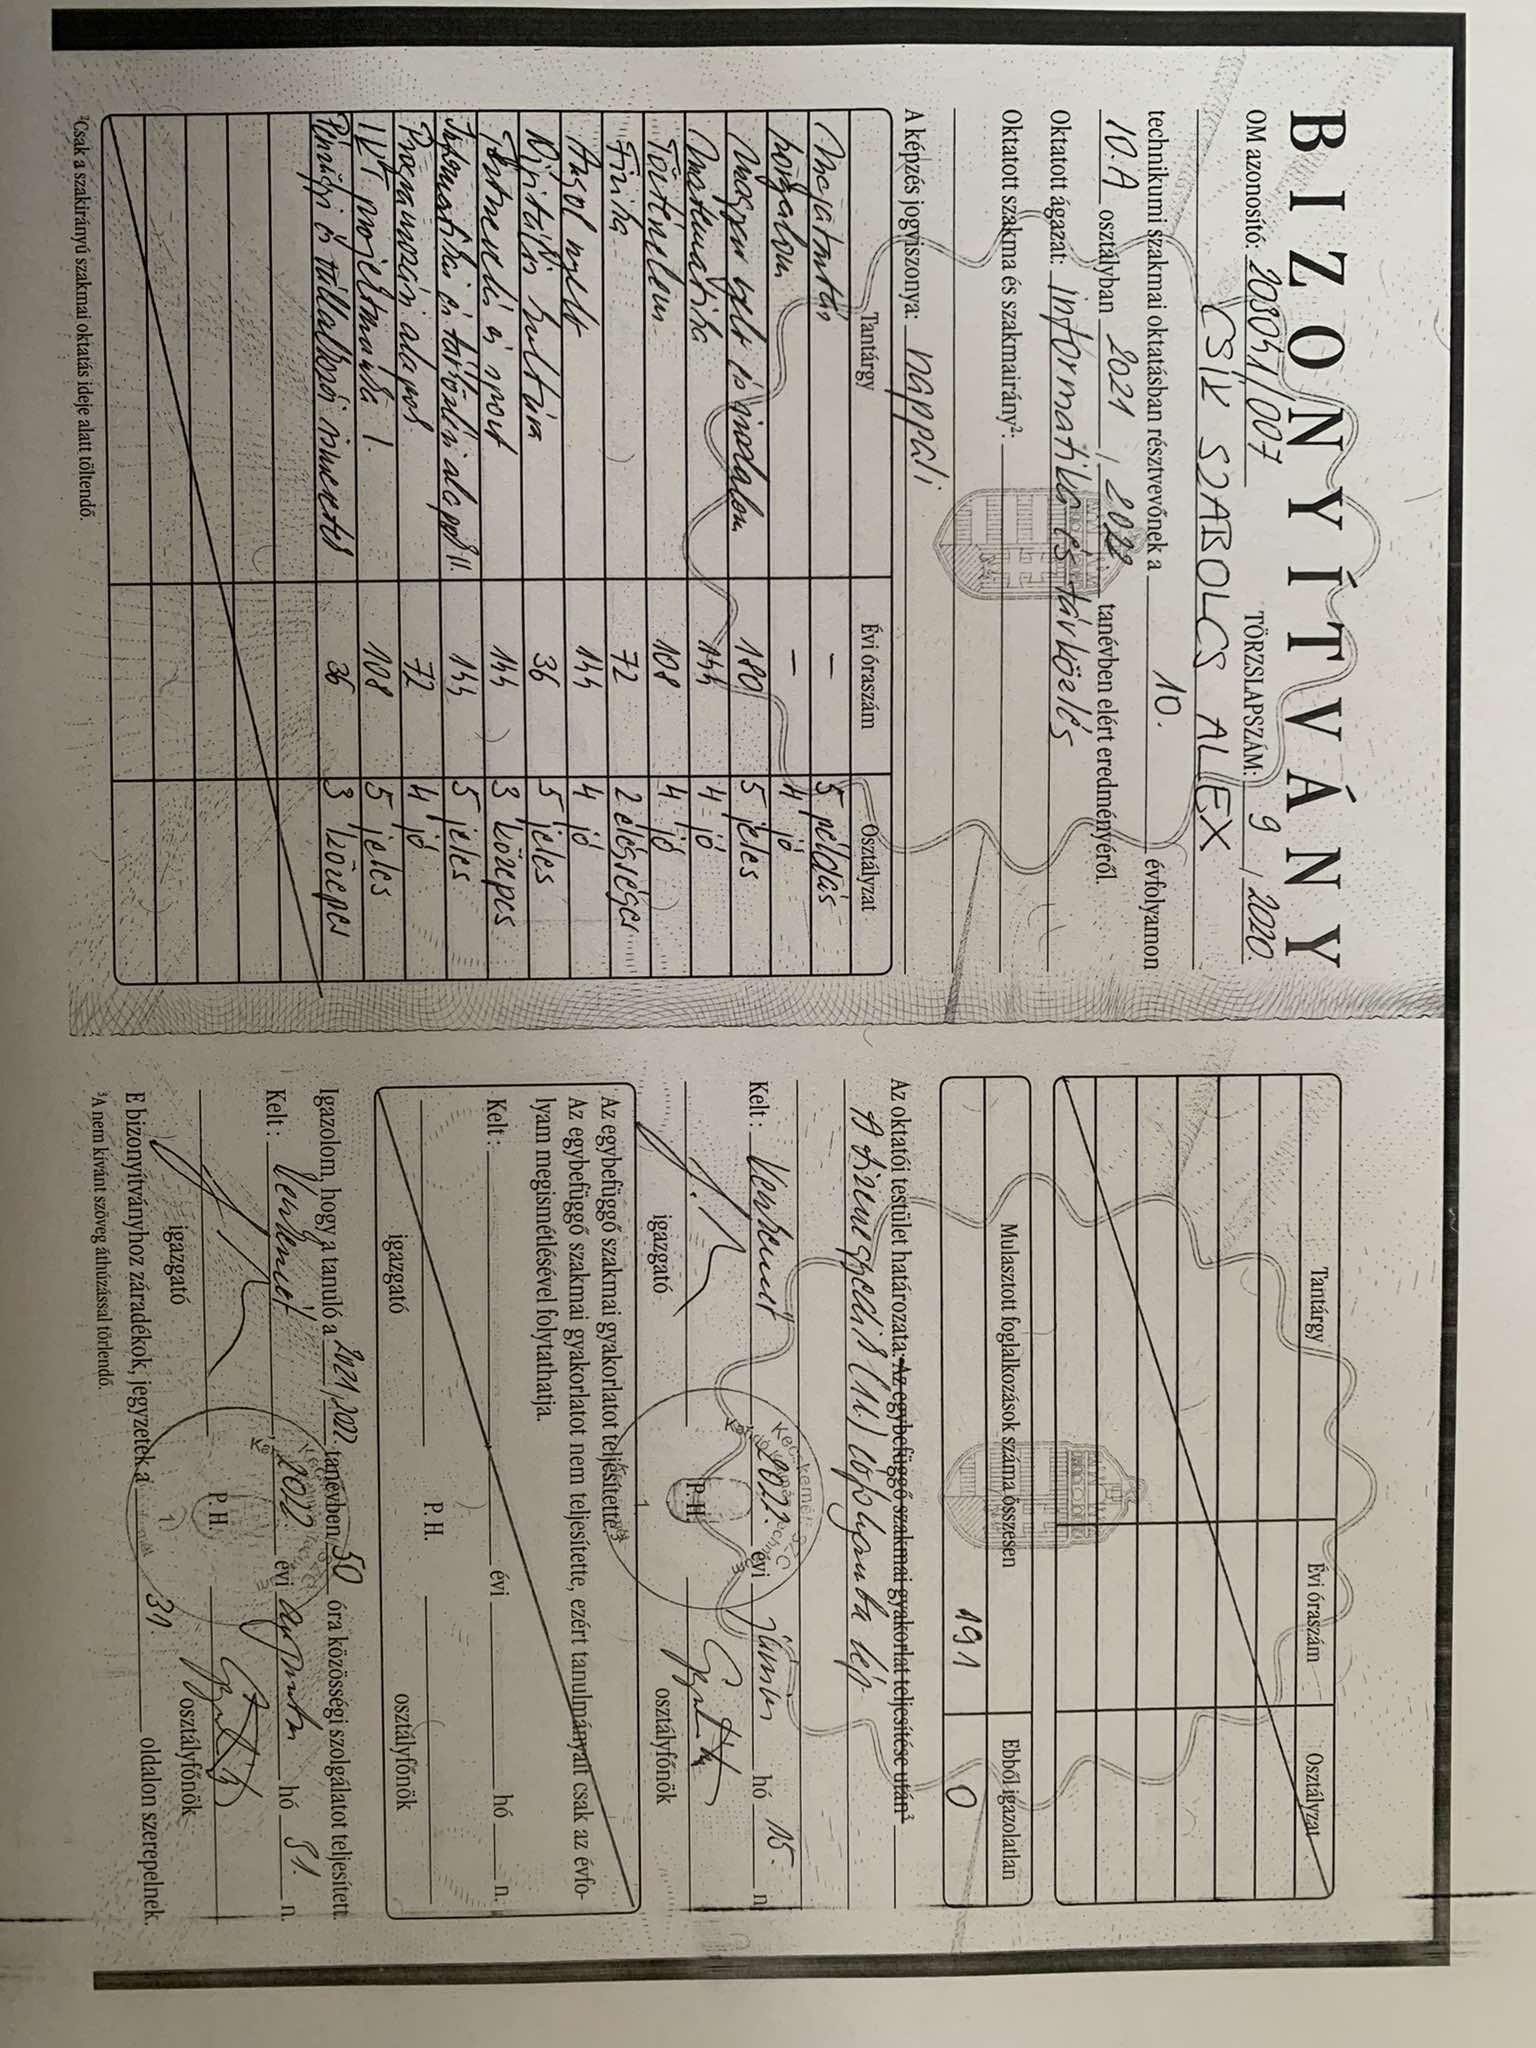 BIZONYÍTVÁNY
OM azonosító: 203041/007 TÖRZSLAPSZÁM: 9 / 2020.
CSÍK SZABOLCS ALEX
technikumi szakmai oktatásban résztvevőnek a 10. évfolyamon
10.A osztályban 2021 / 2022 tanévben elért eredményéről.
Oktatott ágazat: informatika és távközlés
Oktatott szakma és szakmairány²:
A képzés jogviszonya: nappali
Tantárgy Évi óraszám Osztályzat
Magatartás – 5 példás
Szorgalom – 4 jó
Magyar nyelv és irodalom 180 5 jeles
Matematika 144 4 jó
Történelem 108 4 jó
Fizika 72 2 elégséges
Angol nyelv 144 4 jó
Digitális kultúra 36 5 jeles
Testnevelés és sport 144 3 közepes
Informatikai és távközlési alapok II. 144 5 jeles
Programozási alapok 72 4 jó
IKT projektmunka I. 108 5 jeles
Pénzügyi és vállalkozói ismeretek 36 3 közepes
²Csak a szakirányú szakmai oktatás ideje alatt töltendő.
Tantárgy Évi óraszám Osztályzat
Mulasztott foglalkozások száma összesen Ebből igazolatlan
191 0
Az oktatói testület határozata: Az egybefüggő szakmai gyakorlat teljesítése után³
A tizenegyedik (11.) évfolyamba lép.
Kelt: Kecskemét, 2022. évi június hó 15. n.
igazgató P. H. osztályfőnök
Az egybefüggő szakmai gyakorlatot teljesítette.³
Az egybefüggő szakmai gyakorlatot nem teljesítette, ezért tanulmányait csak az évfo-
lyam megismétlésével folytathatja.
Kelt: évi hó n.
igazgató P. H. osztályfőnök
Igazolom, hogy a tanuló a 2021/2022. tanévben 50 óra közösségi szolgálatot teljesített.
Kelt: Kecskemét, 2022. évi augusztus hó 31. n.
igazgató P. H. osztályfőnök
E bizonyítványhoz záradékok, jegyzetek a 31. oldalon szerepelnek.
³A nem kívánt szöveg áthúzással törlendő.